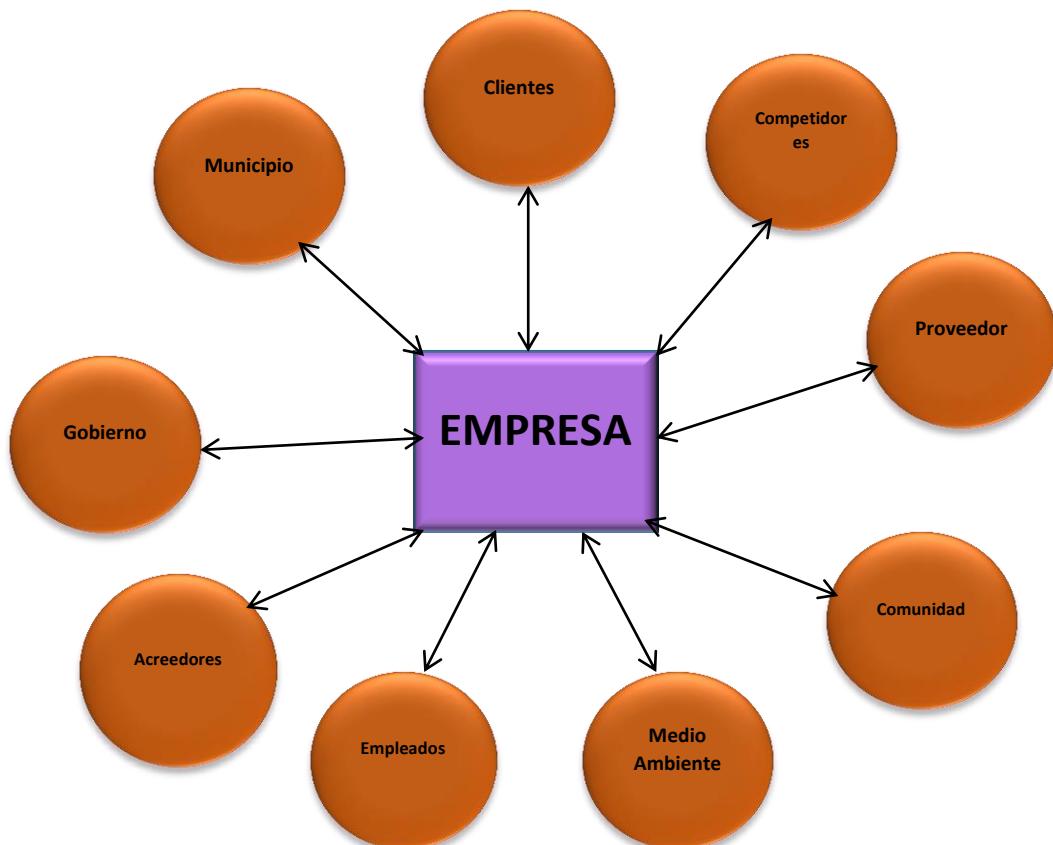 Clientes
Competidor
es
Municipio
Proveedor
EMPRESA
Gobierno
Comunidad
Acreedores
Empleados
Medio
Ambiente